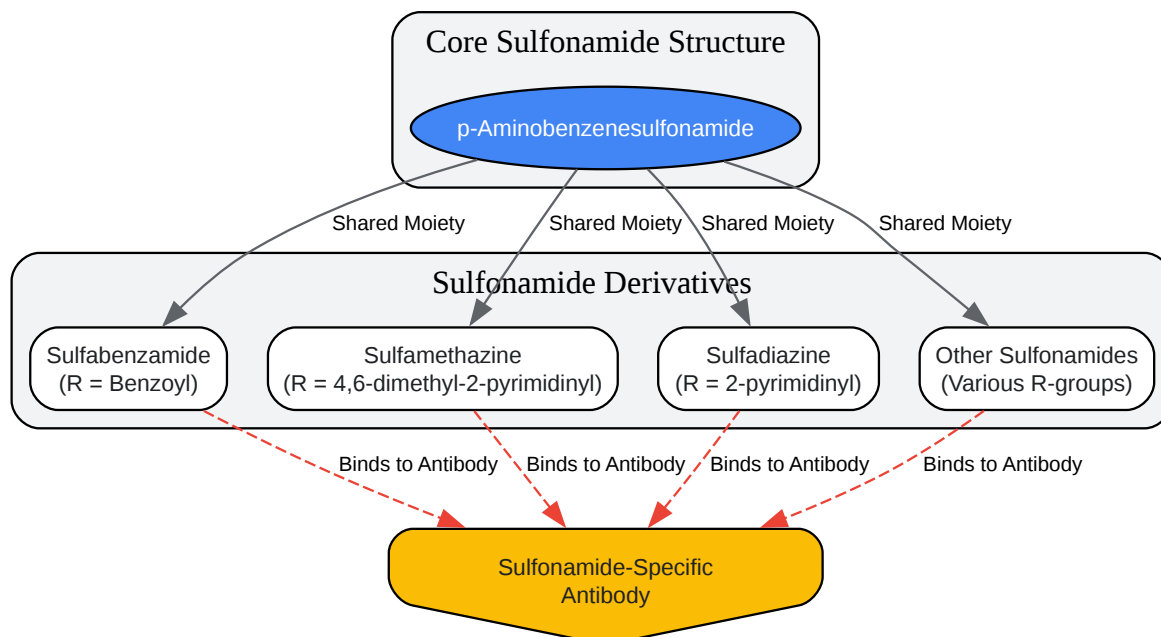 Core Sulfonamide Structure
p-Aminobenzenesulfonamide
Shared Moiety
Shared Moiety
Shared Moiety
Shared Moiety
Sulfonamide Derivatives
Sulfabenzamide
(R = Benzoyl)
Sulfamethazine
(R = 4,6-dimethyl-2-pyrimidinyl)
Sulfadiazine
(R = 2-pyrimidinyl)
Other Sulfonamides
(Various R-groups)
Binds to Antibody
Binds to Antibody
Binds to Antibody
Binds to Antibody
Sulfonamide-Specific
Antibody